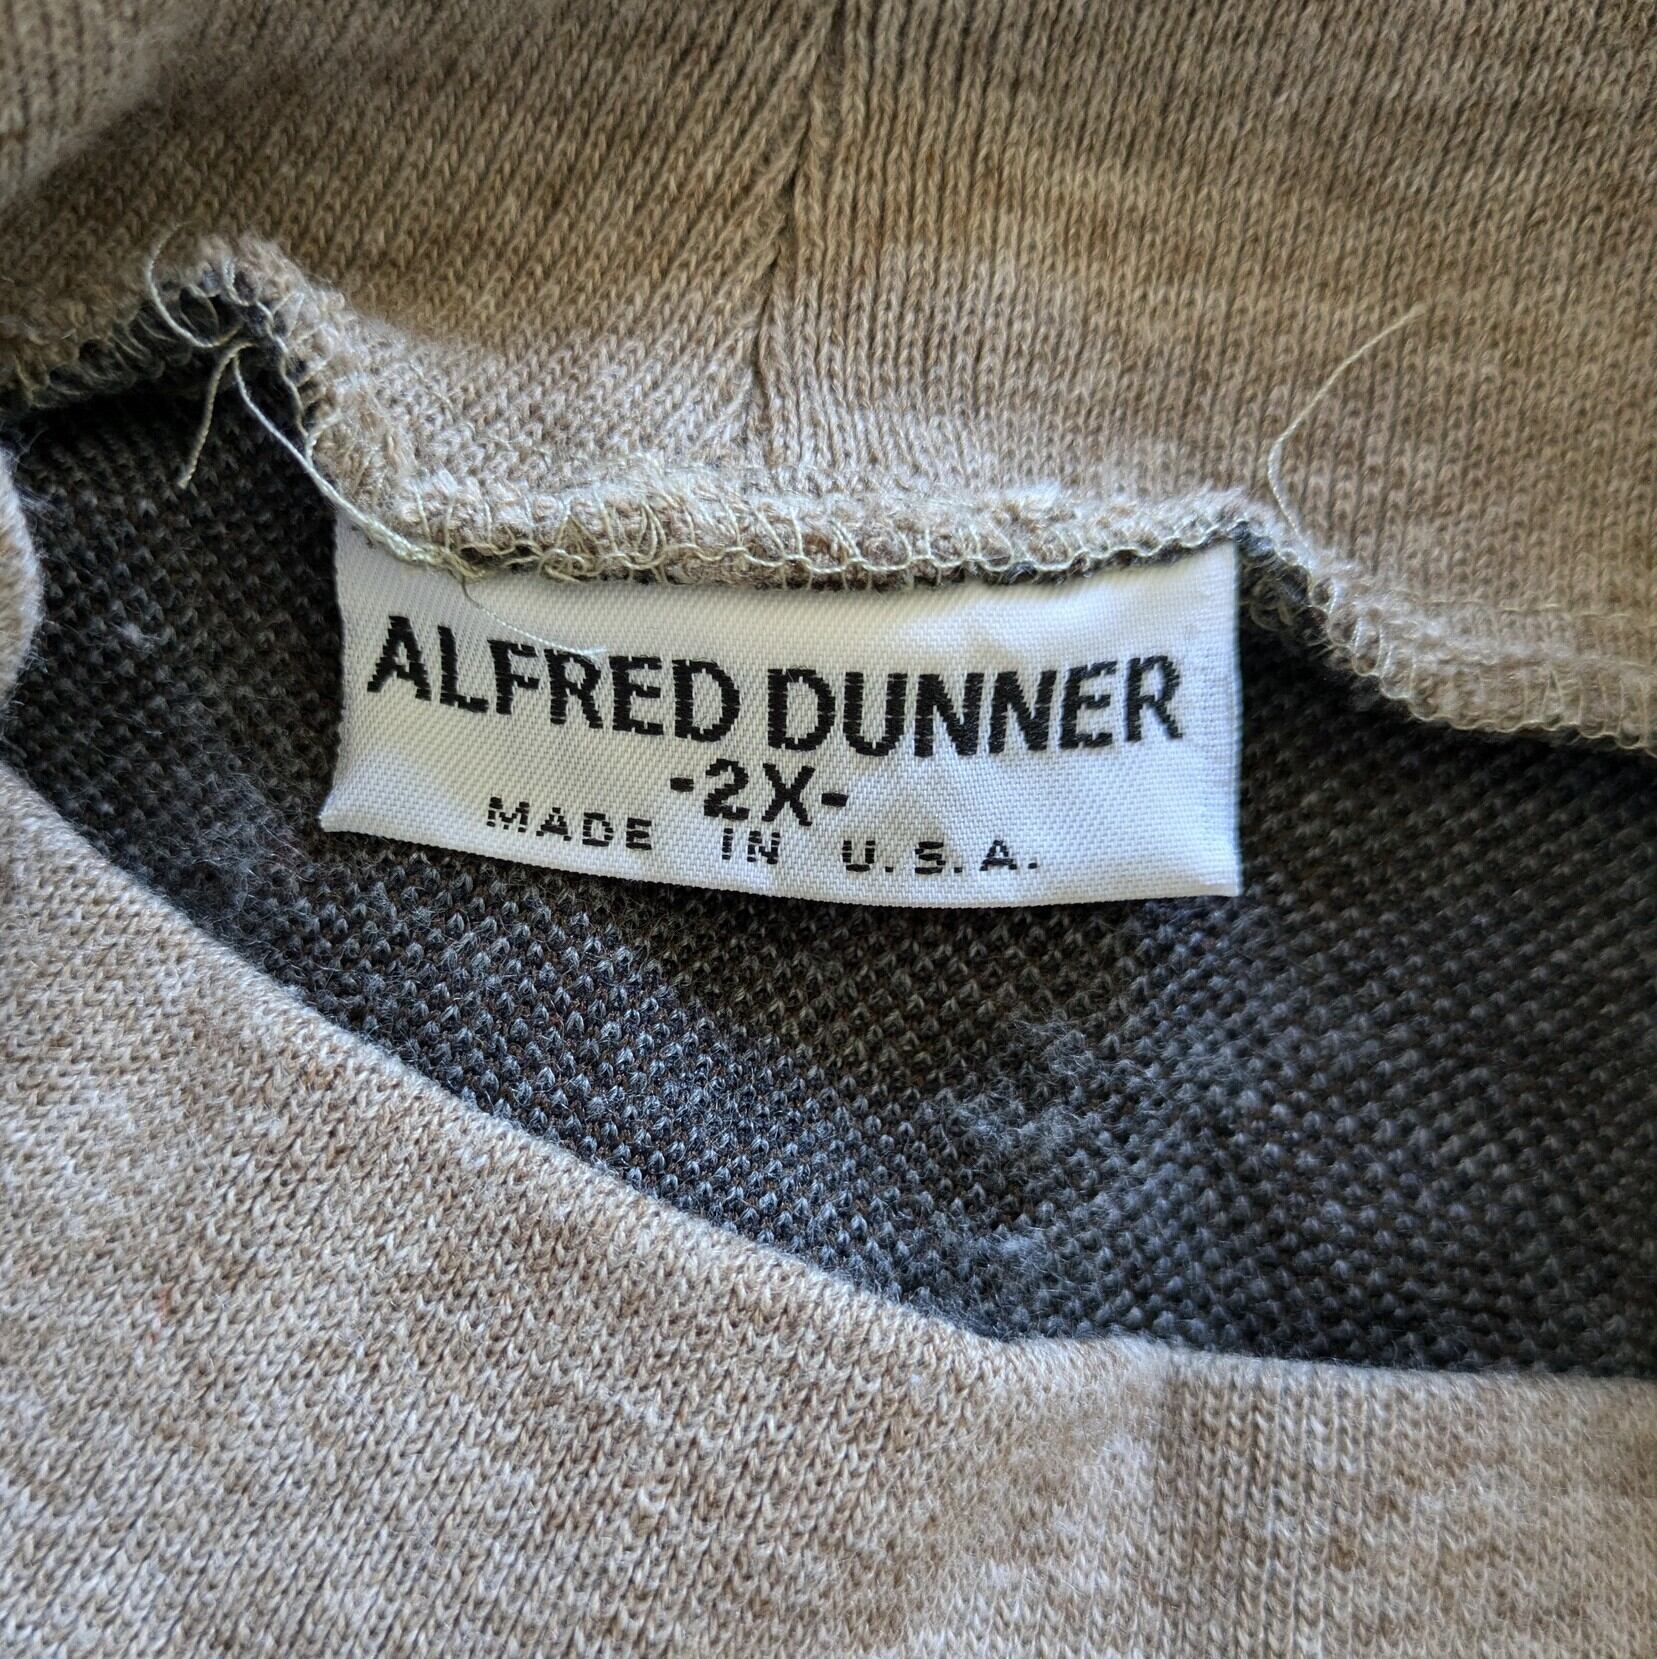 ALFRED DUNNER
-2X-
MADE IN U.S.A.